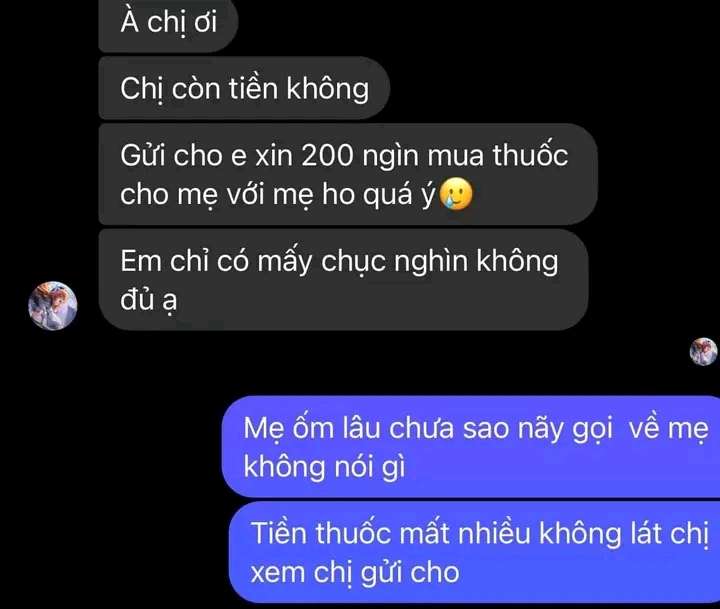 À chị ơi
Chị còn tiền không
Gửi cho e xin 200 ngìn mua thuốc
cho mẹ với mẹ ho quá ý🥲
Em chỉ có mấy chục nghìn không
đủ ạ
Mẹ ốm lâu chưa sao nãy gọi về mẹ
không nói gì
Tiền thuốc mất nhiều không lát chị
xem chị gửi cho